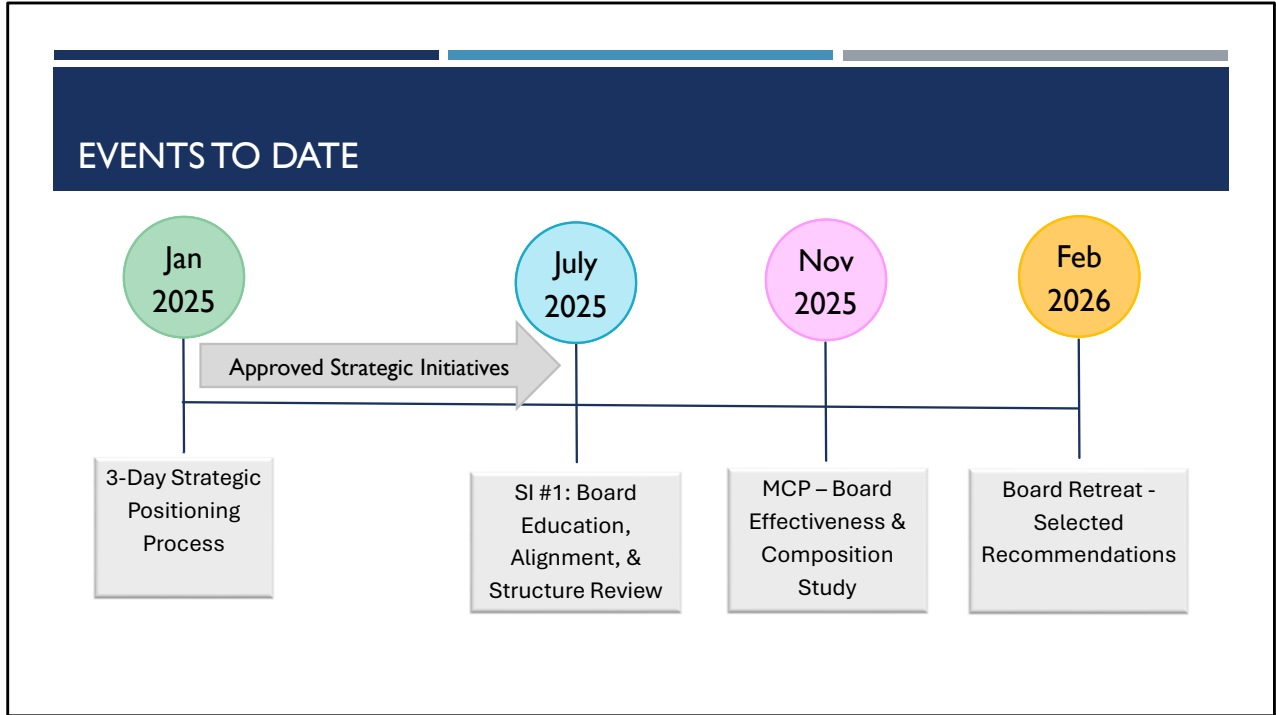 EVENTS TO DATE
Jan
2025
July
2025
Nov
2025
Feb
2026
Approved Strategic Initiatives
3-Day Strategic
Positioning
Process
SI #1: Board
Education,
Alignment, &
Structure Review
MCP – Board
Effectiveness &
Composition
Study
Board Retreat -
Selected
Recommendations